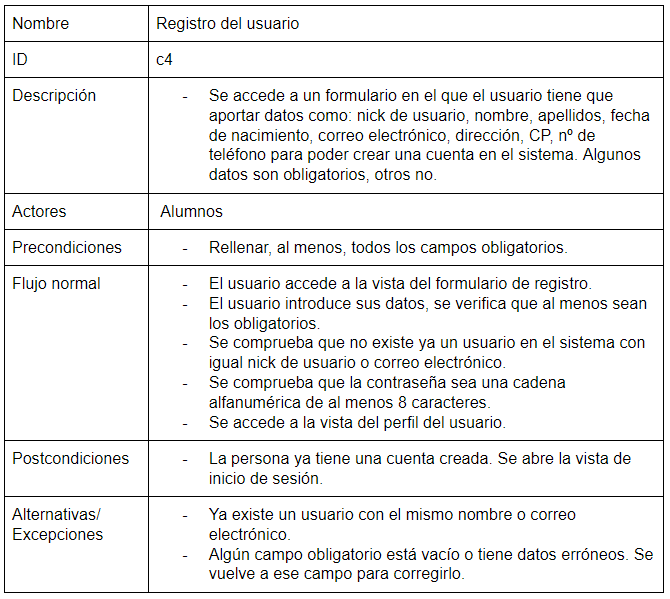 Nombre
Registro del usuario
ID
c4
Descripción
- Se accede a un formulario en el que el usuario tiene que
aportar datos como: nick de usuario, nombre, apellidos, fecha
de nacimiento, correo electrónico, dirección, CP, nº de
teléfono para poder crear una cuenta en el sistema. Algunos
datos son obligatorios, otros no.
Actores
Alumnos
Precondiciones
- Rellenar, al menos, todos los campos obligatorios.
Flujo normal
- El usuario accede a la vista del formulario de registro.
- El usuario introduce sus datos, se verifica que al menos sean
los obligatorios.
- Se comprueba que no existe ya un usuario en el sistema con
igual nick de usuario o correo electrónico.
- Se comprueba que la contraseña sea una cadena
alfanumérica de al menos 8 caracteres.
- Se accede a la vista del perfil del usuario.
Postcondiciones
- La persona ya tiene una cuenta creada. Se abre la vista de
inicio de sesión.
Alternativas/
Excepciones
- Ya existe un usuario con el mismo nombre o correo
electrónico.
- Algún campo obligatorio está vacío o tiene datos erróneos. Se
vuelve a ese campo para corregirlo.